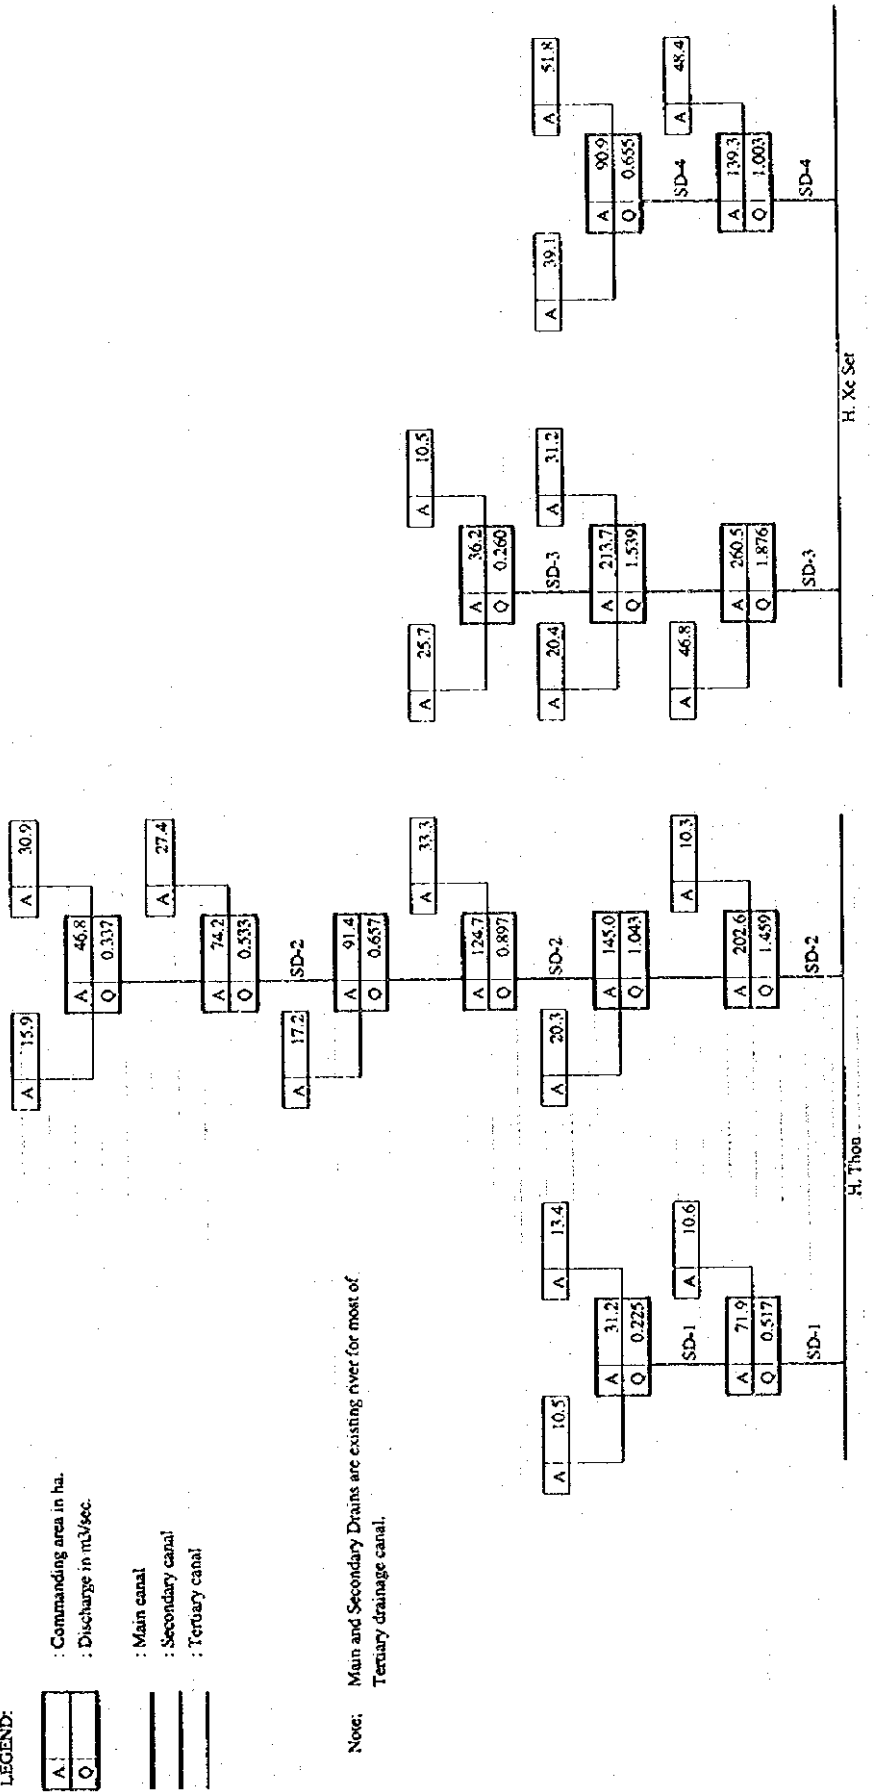 LEGEND:
A : Commanding area in ha.
Q : Discharge in m3/sec.
: Main canal
: Secondary canal
: Tertiary canal
Note: Main and Secondary Drains are existing river for most of
Tertiary drainage canal.
A 10.5
A 13.4
A 31.2
Q 0.225
SD-1
A 10.6
A 71.9
Q 0.517
SD-1
A 15.9
A 30.9
A 46.8
Q 0.337
A 27.4
A 74.2
Q 0.533
SD-2
A 17.2
A 91.4
Q 0.657
A 33.3
A 124.7
Q 0.897
SD-2
A 20.3
A 145.0
Q 1.043
A 10.3
A 202.6
Q 1.459
SD-2
H. Thon
A 25.7
A 10.5
A 36.2
Q 0.260
SD-3
A 20.4
A 31.2
A 213.7
Q 1.539
A 46.8
A 260.5
Q 1.876
SD-3
A 39.1
A 51.8
A 90.9
Q 0.655
SD-4
A 48.4
A 139.3
Q 1.003
SD-4
H. Xe Set